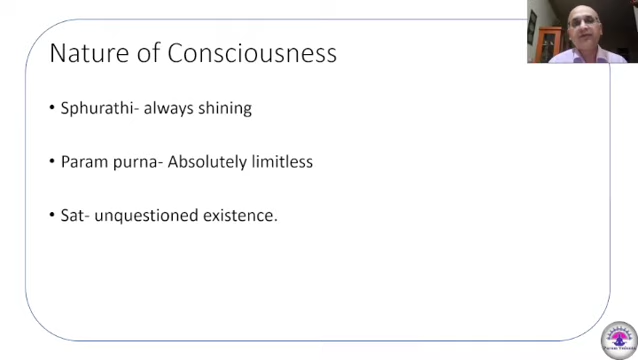 Nature of Consciousness
• Sphurathi- always shining
• Param purna- Absolutely limitless
• Sat- unquestioned existence.